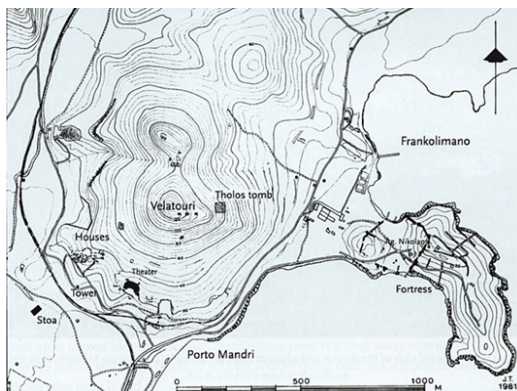 Frankolimano
Velatouri
Tholos tomb
Houses
Ag. Nikolaos
Theater
Tower
Fortress
Stoa
Porto Mandri
0
500
1000
M
J.T.
1981